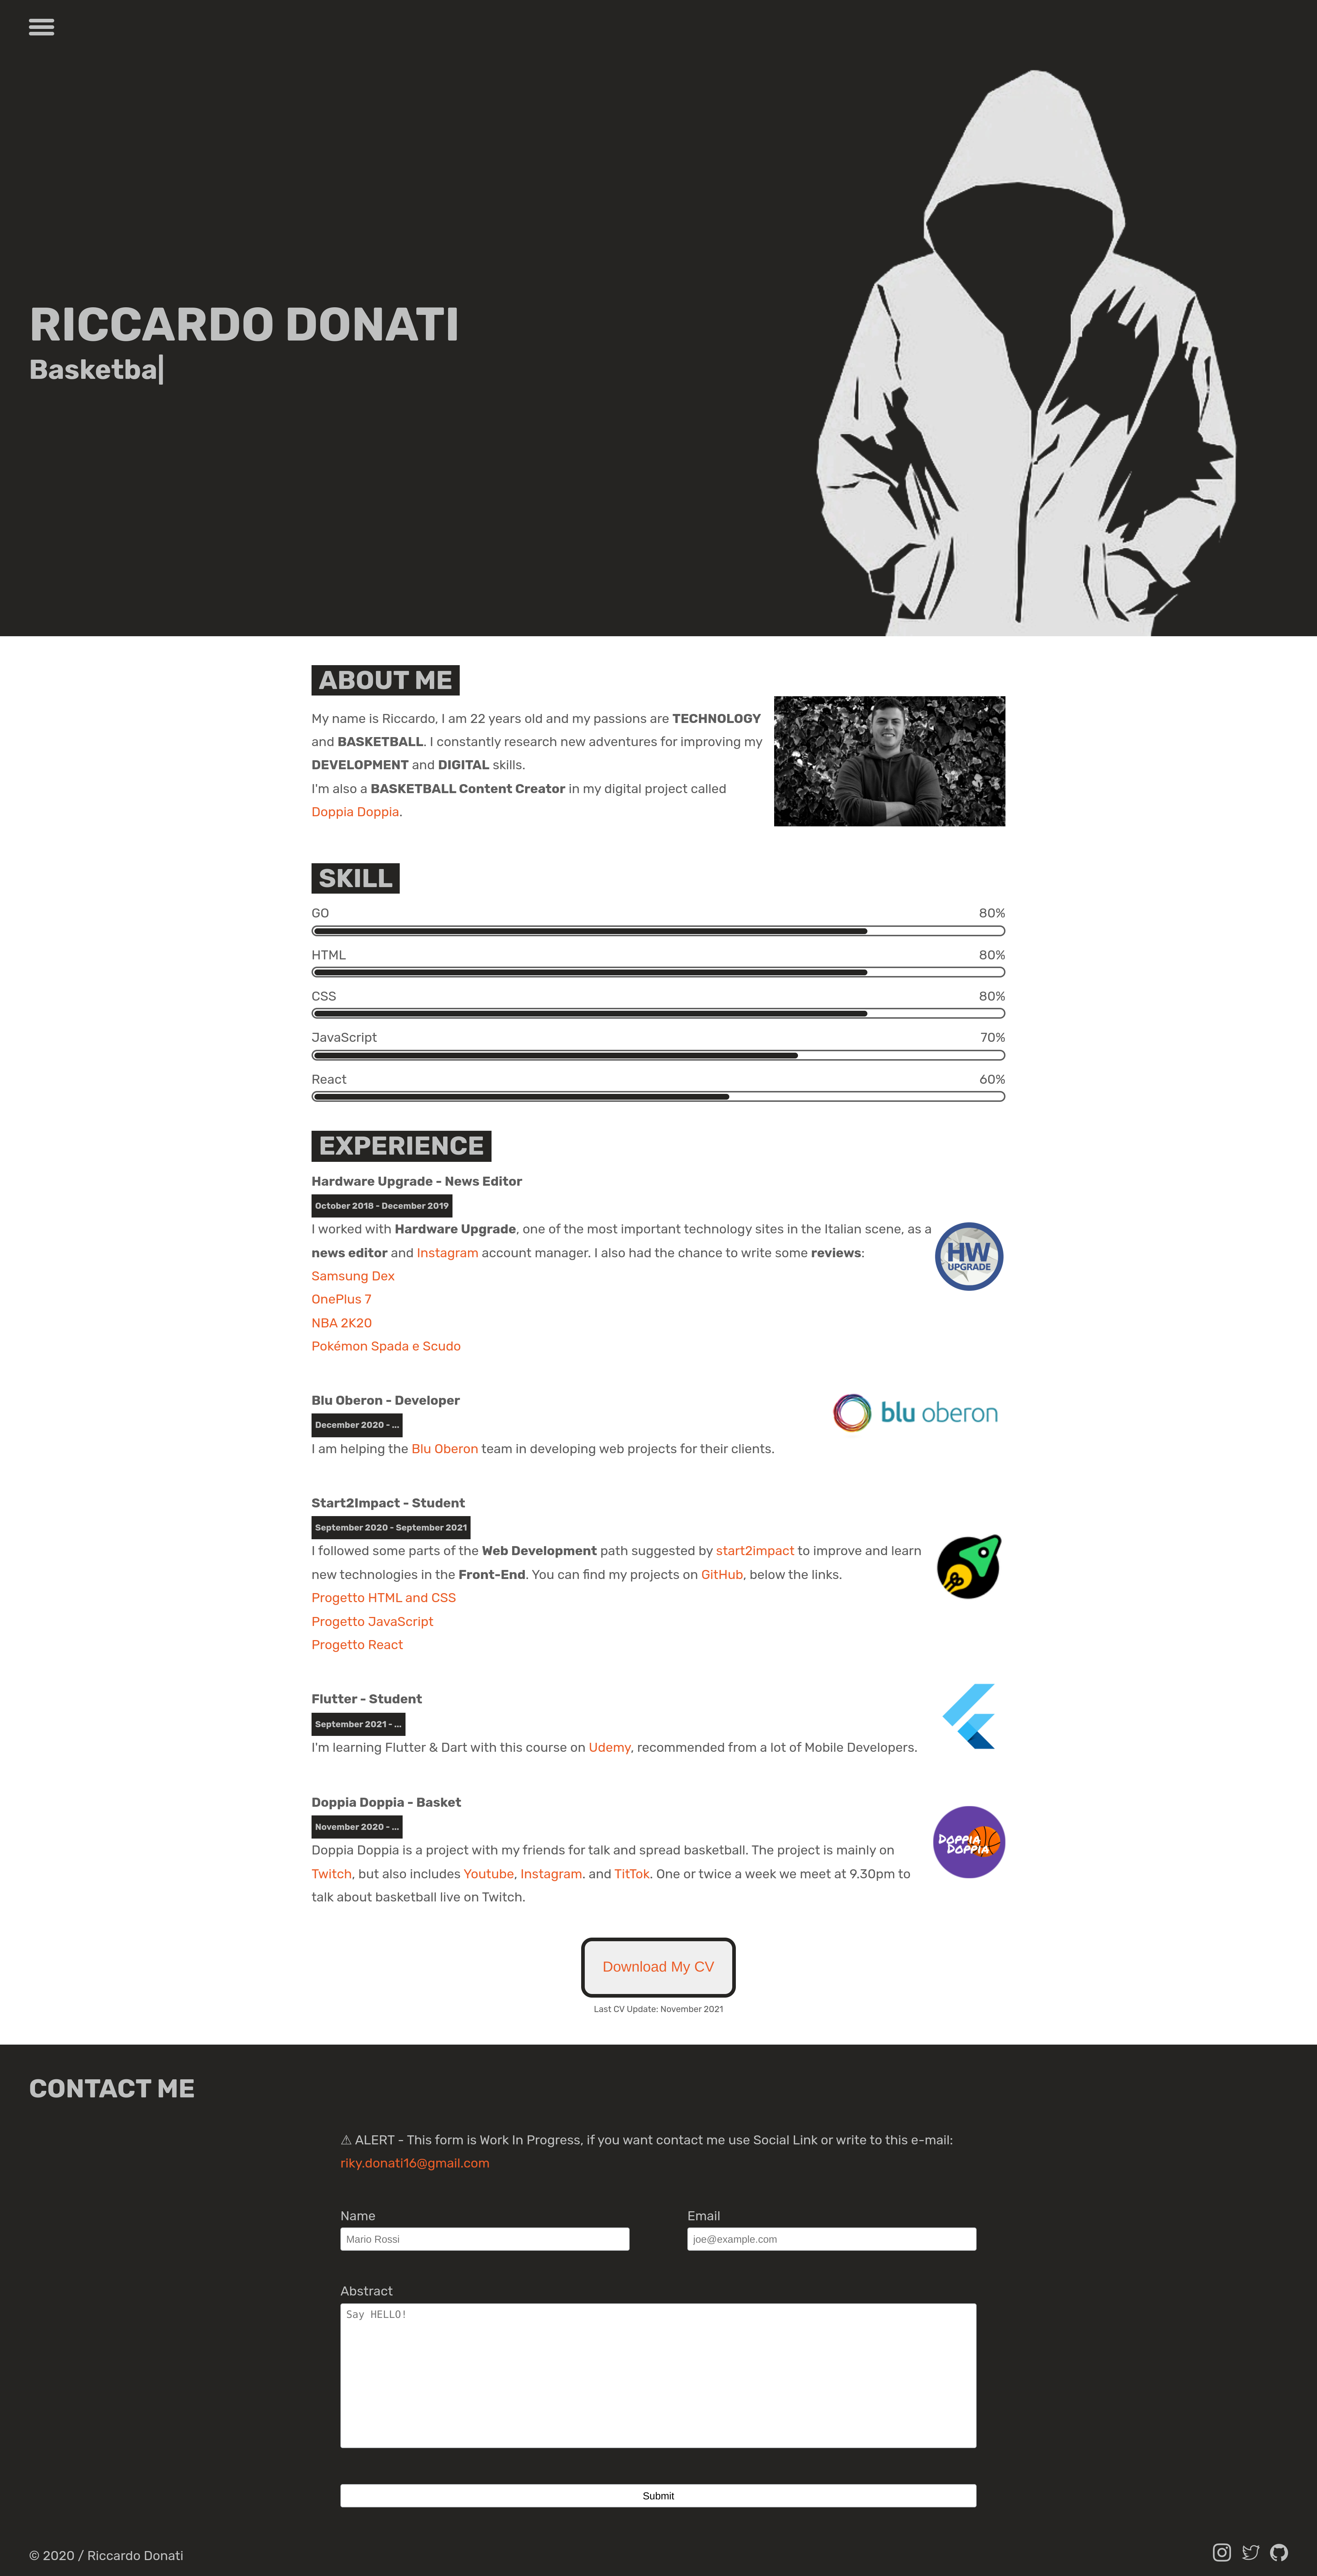 RICCARDO DONATI
Basketba
ABOUT ME
My name is Riccardo, I am 22 years old and my passions are TECHNOLOGY
and BASKETBALL. I constantly research new adventures for improving my
DEVELOPMENT and DIGITAL skills.
I'm also a BASKETBALL Content Creator in my digital project called
Doppia Doppia.
SKILL
GO 80%
HTML 80%
CSS 80%
JavaScript 70%
React 60%
EXPERIENCE
Hardware Upgrade - News Editor
October 2018 - December 2019
I worked with Hardware Upgrade, one of the most important technology sites in the Italian scene, as a
news editor and Instagram account manager. I also had the chance to write some reviews:
HW
UPGRADE
Samsung Dex
OnePlus 7
NBA 2K20
Pokémon Spada e Scudo
Blu Oberon - Developer
blu oberon
December 2020 - ...
I am helping the Blu Oberon team in developing web projects for their clients.
Start2Impact - Student
September 2020 - September 2021
I followed some parts of the Web Development path suggested by start2impact to improve and learn
new technologies in the Front-End. You can find my projects on GitHub, below the links.
Progetto HTML and CSS
Progetto JavaScript
Progetto React
Flutter - Student
September 2021 - ...
I'm learning Flutter & Dart with this course on Udemy, recommended from a lot of Mobile Developers.
Doppia Doppia - Basket
November 2020 - ...
DOPPIA
DOPPIA
Doppia Doppia is a project with my friends for talk and spread basketball. The project is mainly on
Twitch, but also includes Youtube, Instagram. and TitTok. One or twice a week we meet at 9.30pm to
talk about basketball live on Twitch.
Download My CV
Last CV Update: November 2021
CONTACT ME
⚠ ALERT - This form is Work In Progress, if you want contact me use Social Link or write to this e-mail:
riky.donati16@gmail.com
Name Email
Mario Rossi joe@example.com
Abstract
Say HELLO!
Submit
© 2020 / Riccardo Donati